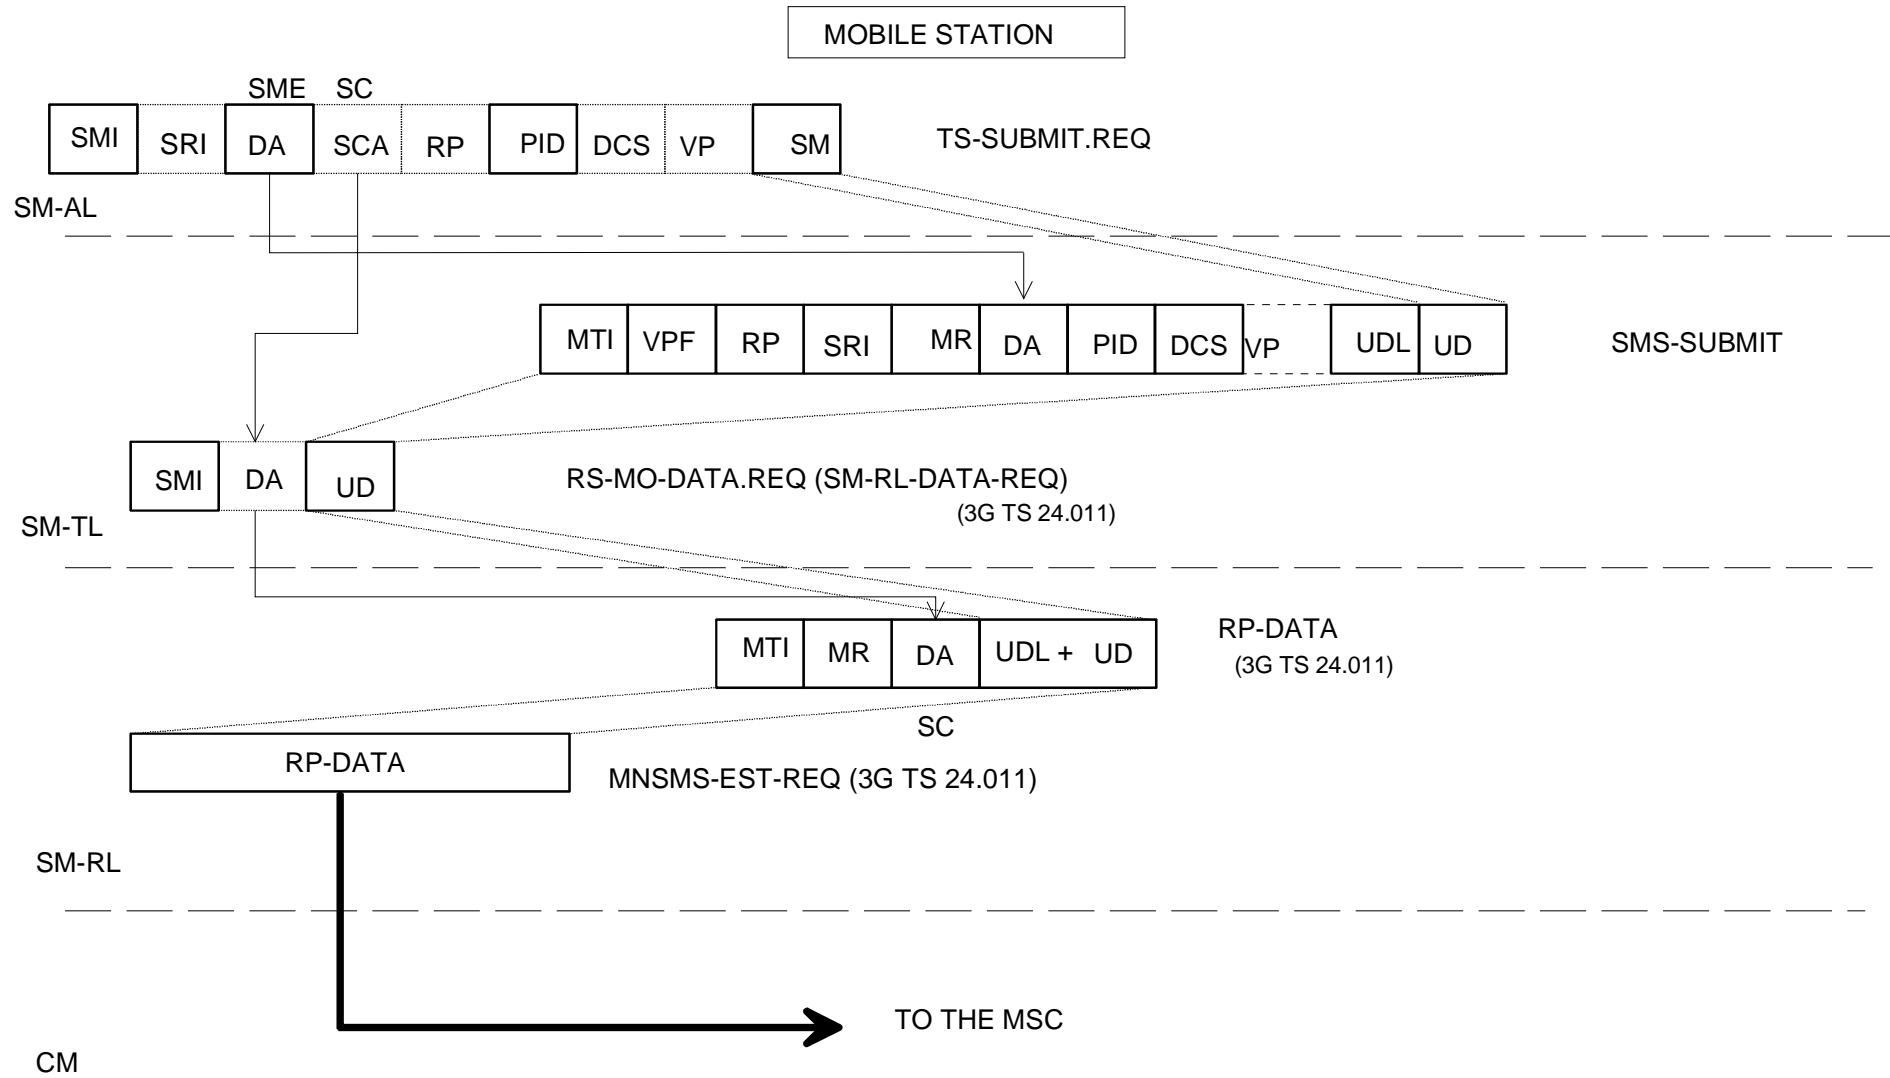 MOBILE STATION
SME SC
SMI SRI DA SCA RP PID DCS VP SM
TS-SUBMIT.REQ
SM-AL
MTI VPF RP SRI MR DA PID DCS VP UDL UD
SMS-SUBMIT
SMI DA UD
RS-MO-DATA.REQ (SM-RL-DATA-REQ)
(3G TS 24.011)
SM-TL
MTI MR DA UDL + UD
RP-DATA
(3G TS 24.011)
SC
RP-DATA
MNSMS-EST-REQ (3G TS 24.011)
SM-RL
TO THE MSC
CM